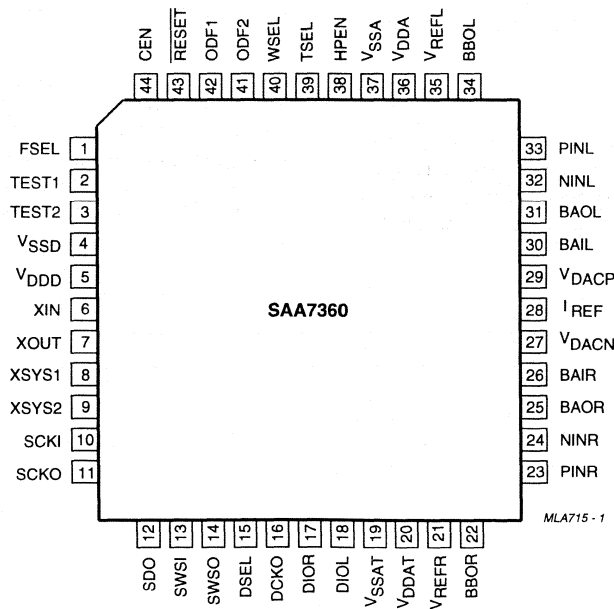 CEN RESET ODF1 ODF2 WSEL TSEL HPEN VSSA VDDA VREFL BBOL
44 43 42 41 40 39 38 37 36 35 34
FSEL 1 33 PINL
TEST1 2 32 NINL
TEST2 3 31 BAOL
VSSD 4 30 BAIL
VDDD 5 29 VDACP
XIN 6 SAA7360 28 IREF
XOUT 7 27 VDACN
XSYS1 8 26 BAIR
XSYS2 9 25 BAOR
SCKI 10 24 NINR
SCKO 11 23 PINR
MLA715 - 1
12 13 14 15 16 17 18 19 20 21 22
SDO SWSI SWSO DSEL DCKO DIOR DIOL VSSAT VDDAT VREFR BBOR